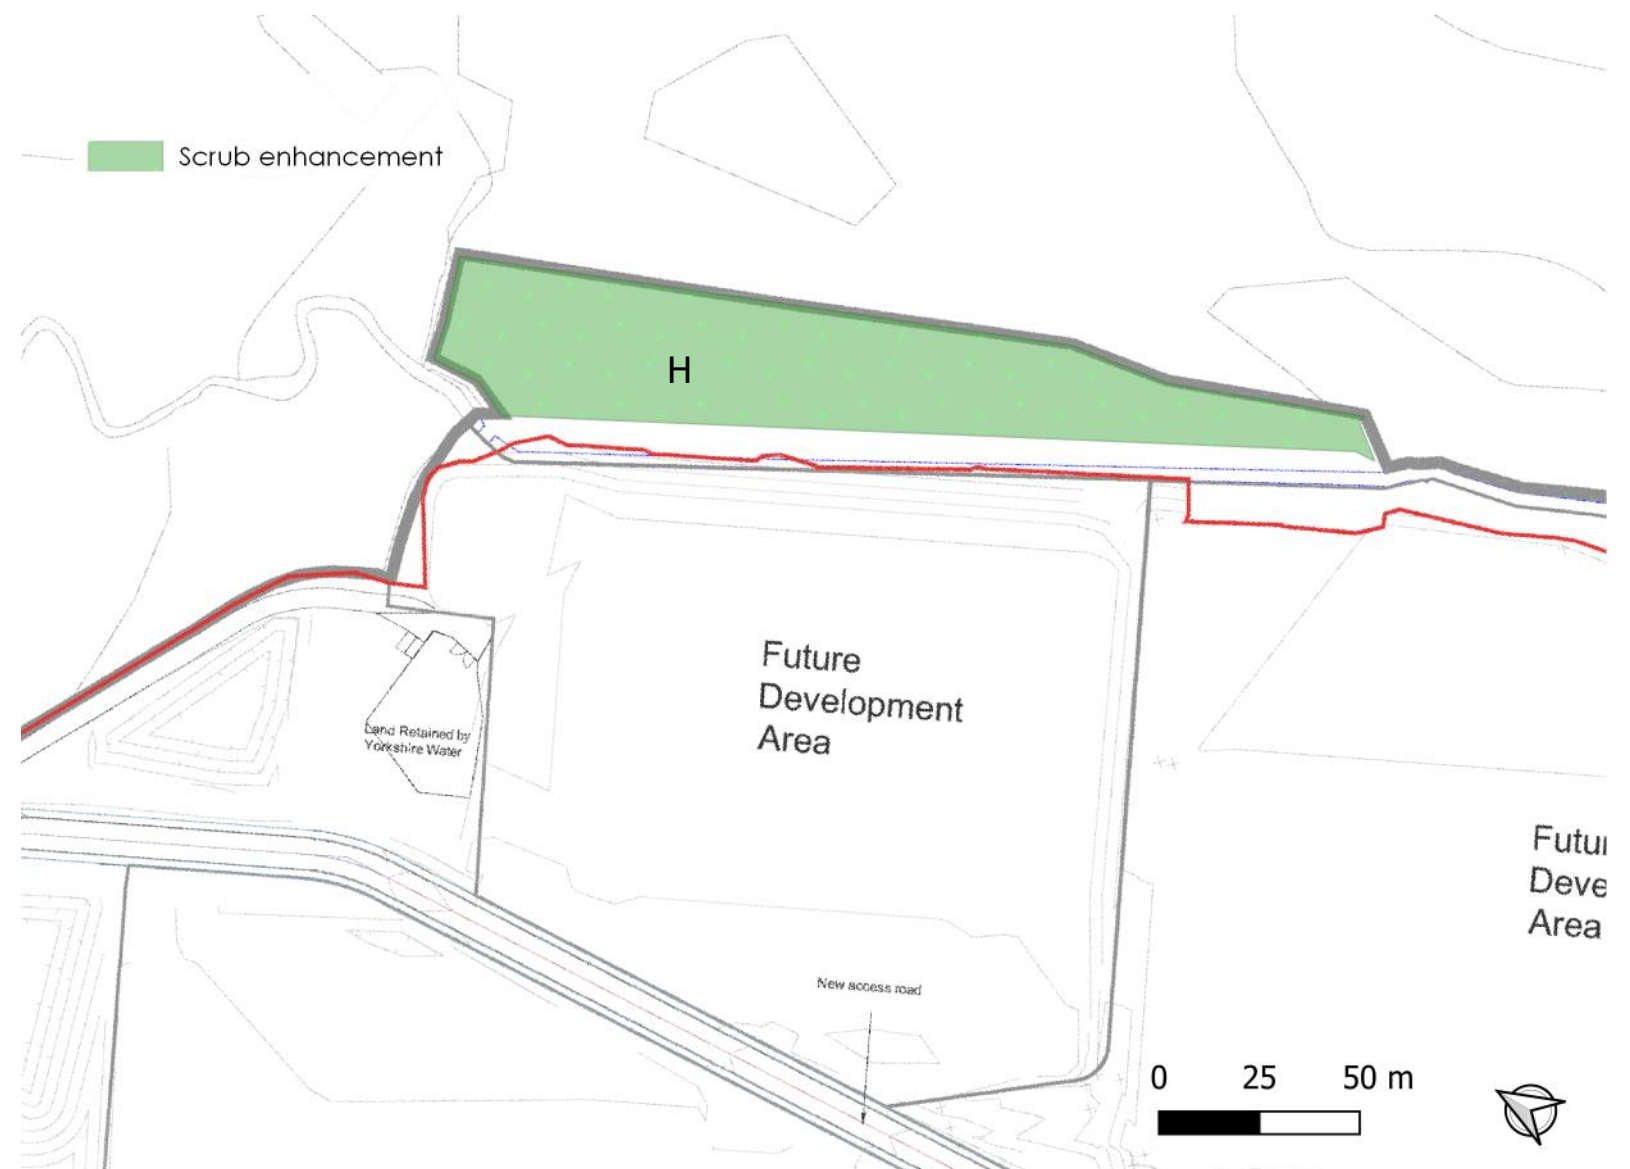 Scrub enhancement
H
Future
Development
Area
Land Retained by
Yorkshire Water
Futur
Deve
Area
New access road
0 25 50 m